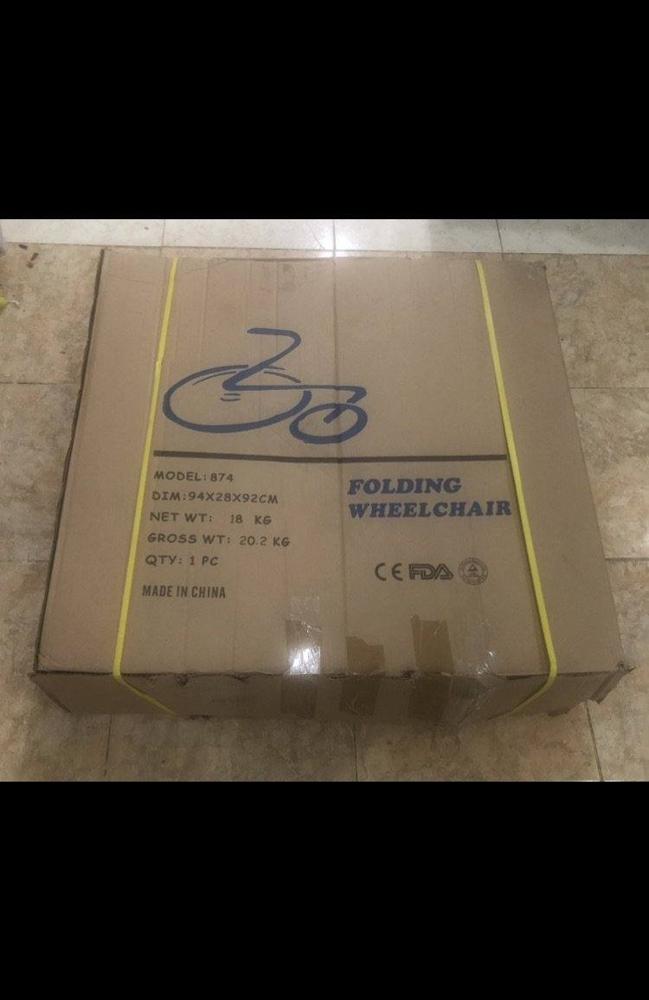 MODEL: 874
DIM:94X28X92CM
NET WT: 18 KG
GROSS WT: 20.2 KG
QTY: 1 PC
MADE IN CHINA
FOLDING
WHEELCHAIR
CE FDA